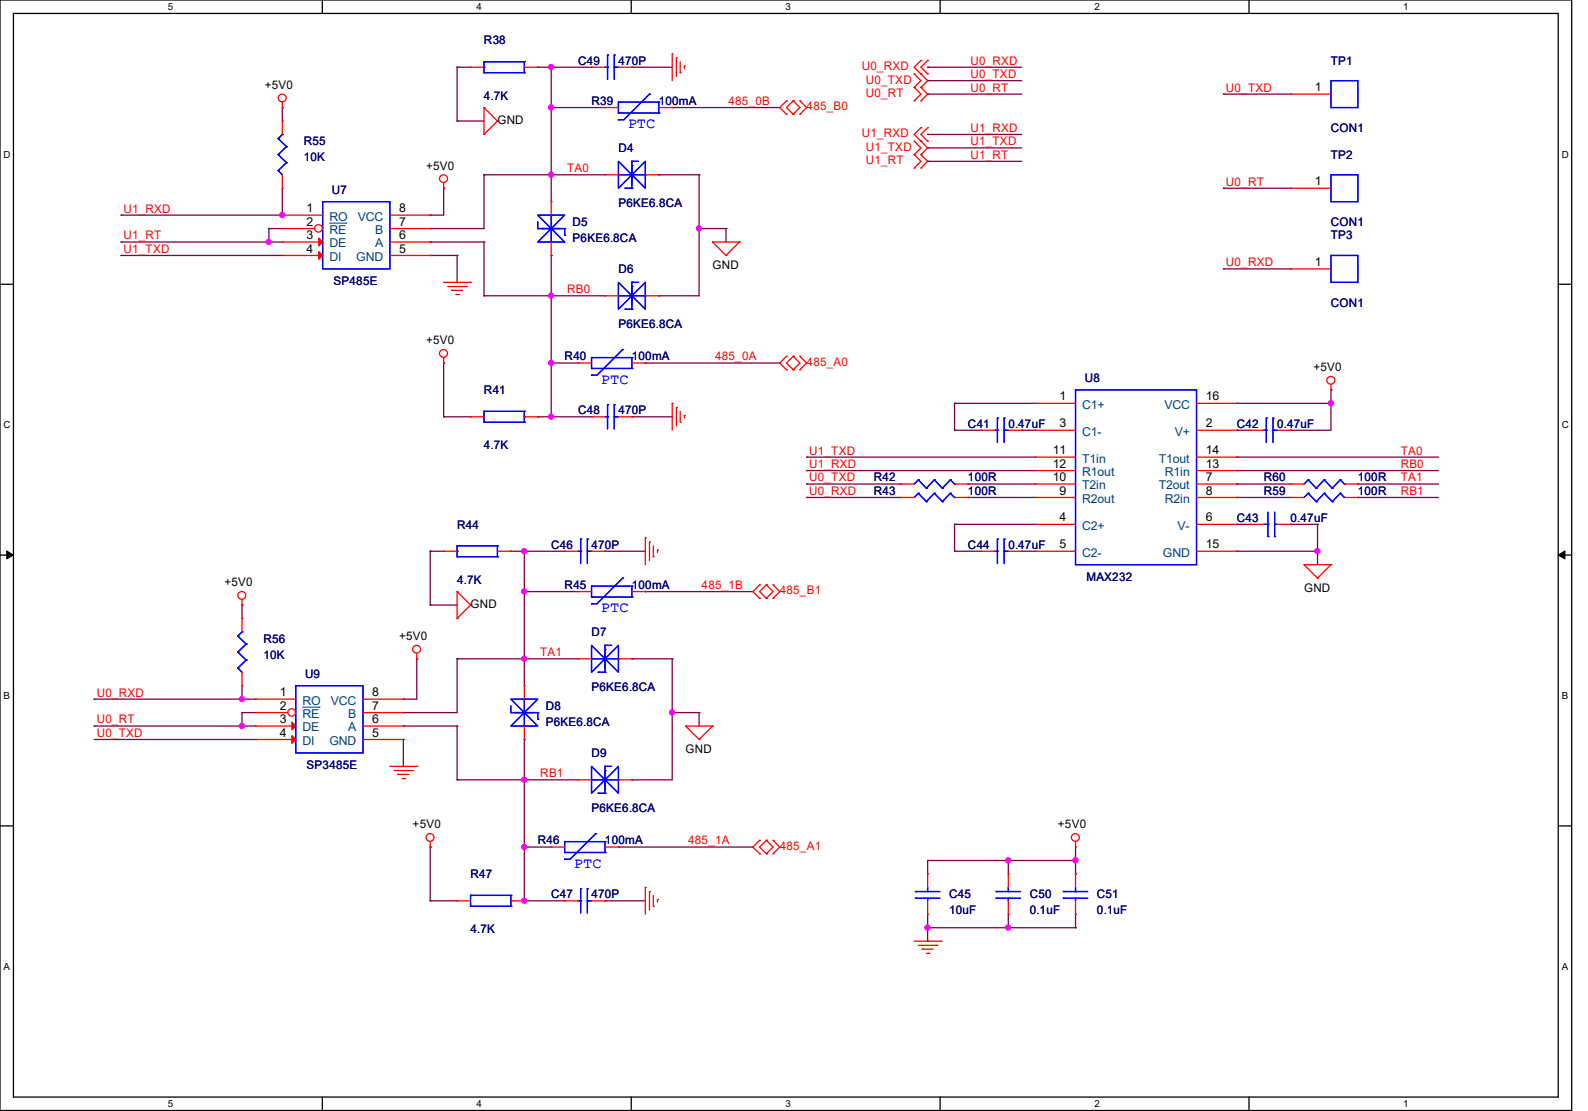 5 4 3 2 1
D
C
B
A
D
C
B
A
5 4 3 2 1
R38
4.7K
GND
C49 470P
R39 100mA
PTC
485_0B
485_B0
+5V0
R55
10K
U7
U1_RXD
U1_RT
U1_TXD
1 RO VCC 8
2 RE B 7
3 DE A 6
4 DI GND 5
SP485E
+5V0
TA0
D4
P6KE6.8CA
D5
P6KE6.8CA
GND
RB0
D6
P6KE6.8CA
+5V0
R40 100mA
PTC
485_0A
485_A0
R41
4.7K
C48 470P
U0_RXD U0_RXD
U0_TXD U0_TXD
U0_RT U0_RT
U1_RXD U1_RXD
U1_TXD U1_TXD
U1_RT U1_RT
TP1
U0_TXD 1
CON1
TP2
U0_RT 1
CON1
TP3
U0_RXD 1
CON1
+5V0
U8
1 C1+ VCC 16
C41 0.47uF 3 C1- V+ 2 C42 0.47uF
U1_TXD 11 T1in T1out 14 TA0
U1_RXD 12 R1out R1in 13 RB0
U0_TXD R42 100R 10 T2in T2out 7 R60 100R TA1
U0_RXD R43 100R 9 R2out R2in 8 R59 100R RB1
4 C2+ V- 6 C43 0.47uF
C44 0.47uF 5 C2- GND 15
MAX232
GND
R44
4.7K
GND
C46 470P
R45 100mA
PTC
485_1B
485_B1
+5V0
R56
10K
U9
U0_RXD
U0_RT
U0_TXD
1 RO VCC 8
2 RE B 7
3 DE A 6
4 DI GND 5
SP3485E
+5V0
TA1
D7
P6KE6.8CA
D8
P6KE6.8CA
GND
RB1
D9
P6KE6.8CA
+5V0
R46 100mA
PTC
485_1A
485_A1
R47
4.7K
C47 470P
+5V0
C45
10uF
C50
0.1uF
C51
0.1uF